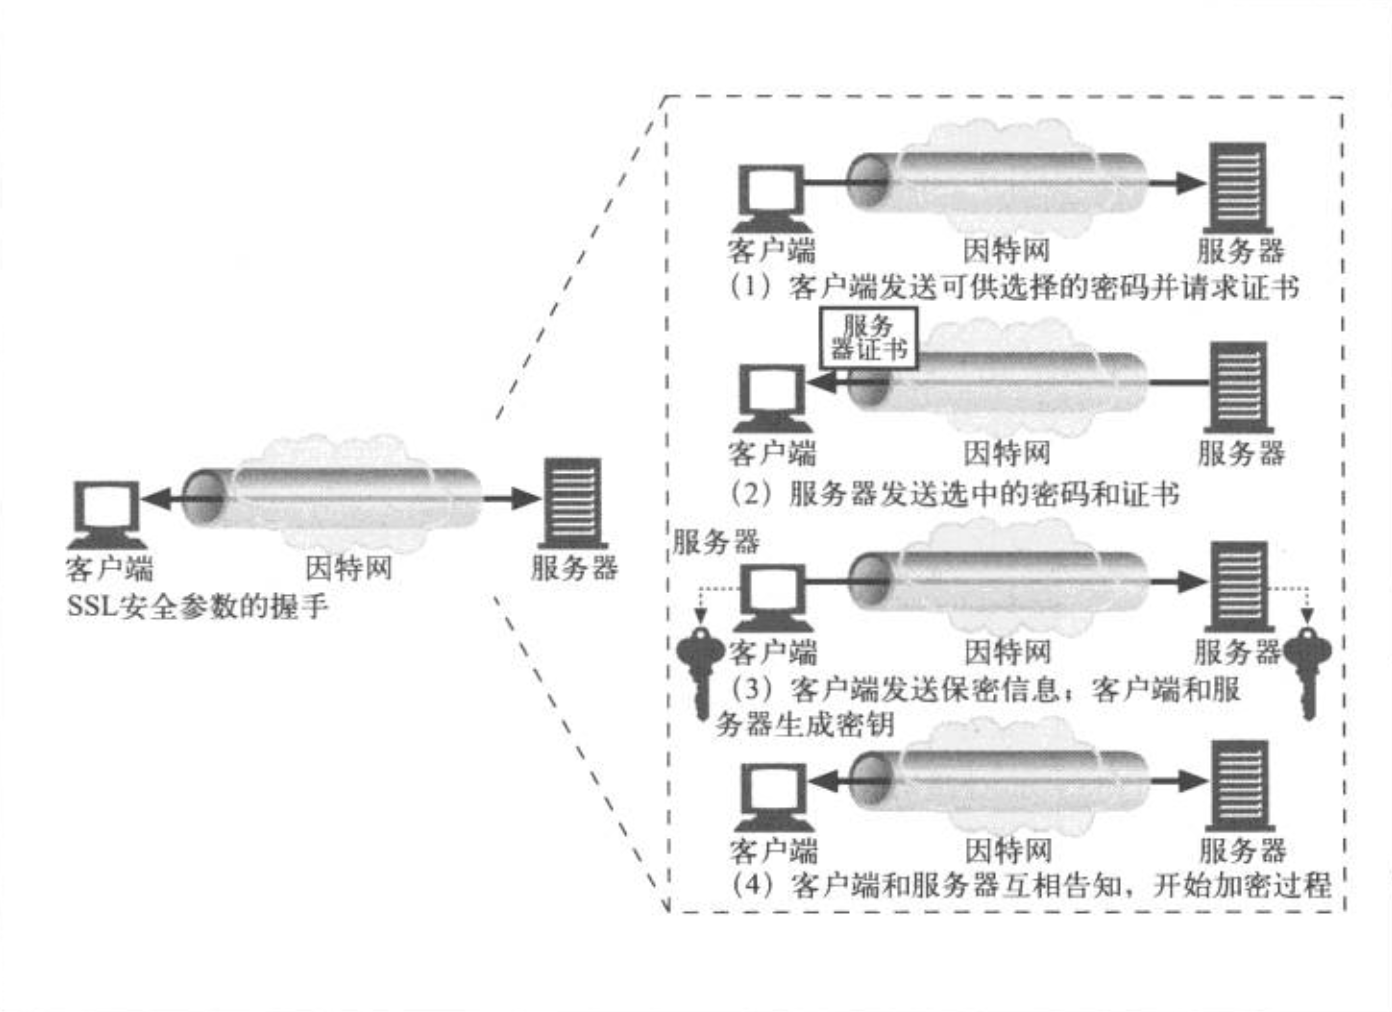 客户端
因特网
服务器
SSL安全参数的握手
客户端
因特网
服务器
（1）客户端发送可供选择的密码并请求证书
服务
器证书
客户端
因特网
服务器
（2）服务器发送选中的密码和证书
服务器
客户端
因特网
服务器
（3）客户端发送保密信息；客户端和服
务器生成密钥
客户端
因特网
服务器
（4）客户端和服务器互相告知，开始加密过程